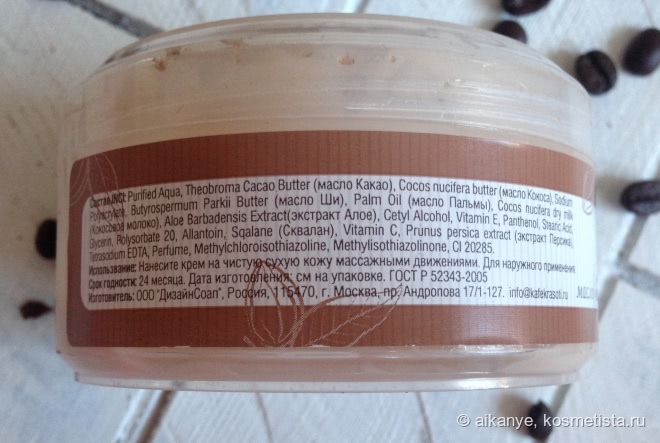 Состав/INCI: Purified Aqua, Theobroma Cacao Butter (масло Какао), Cocos nucifera butter (масло Кокоса), Sodium
Polyacrylate, Butyrospermum Parkii Butter (масло Ши), Palm Oil (масло Пальмы), Cocos nucifera dry milk
(Кокосовое молоко), Aloe Barbadensis Extract(экстракт Алое), Cetyl Alcohol, Vitamin E, Panthenol, Stearic Acid,
Glycerin, Polysorbate 20, Allantoin, Sqalane (Сквалан), Vitamin C, Prunus persica extract (экстракт Персика),
Tetrasodium EDTA, Perfume, Methylchloroisothiazoline, Methylisothiazolinone, CI 20285.
Использование: Нанесите крем на чистую сухую кожу массажными движениями. Для наружного применения.
Срок годности: 24 месяца. Дата изготовления: см на упаковке. ГОСТ Р 52343-2005
Изготовитель: ООО "ДизайнСоап", Россия, 115470, г. Москва, пр. Андропова 17/1-127. info@kafekrasoti.ru
© aikanye, kosmetista.ru